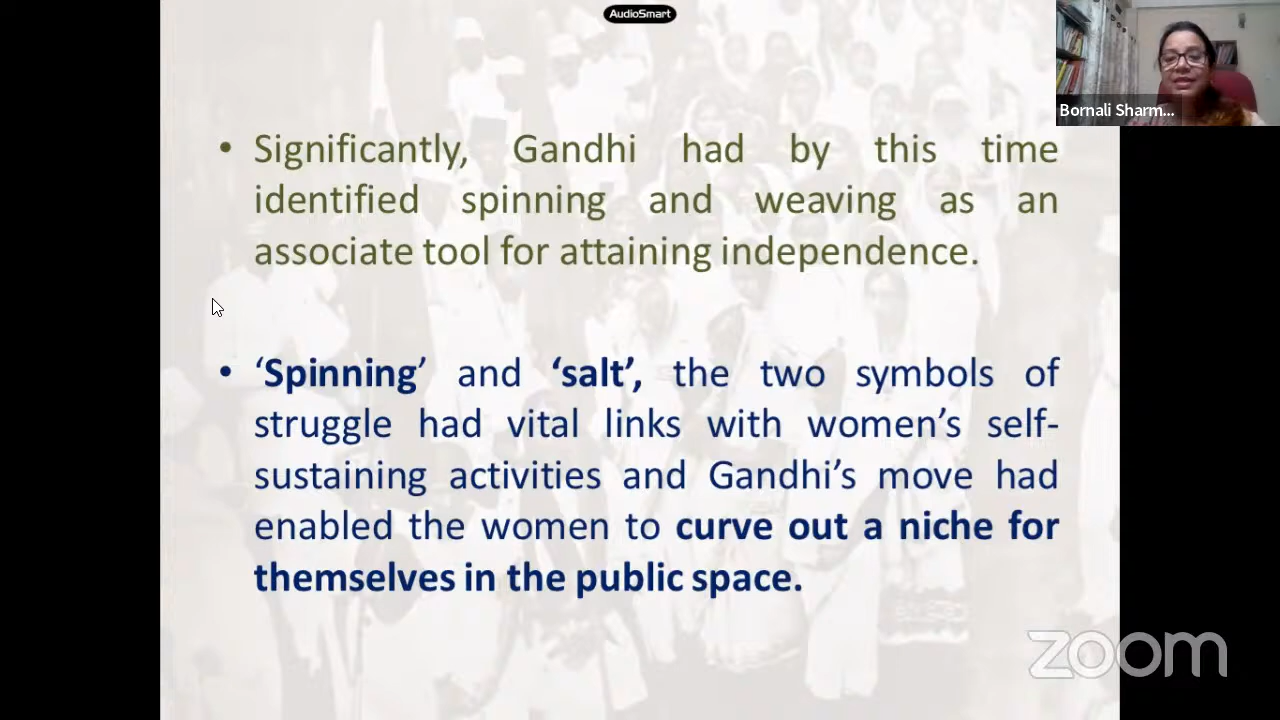 AudioSmart
Bornali Sharm...
• Significantly, Gandhi had by this time
identified spinning and weaving as an
associate tool for attaining independence.
• ‘Spinning’ and ‘salt’, the two symbols of
struggle had vital links with women’s self-
sustaining activities and Gandhi’s move had
enabled the women to curve out a niche for
themselves in the public space.
zoom